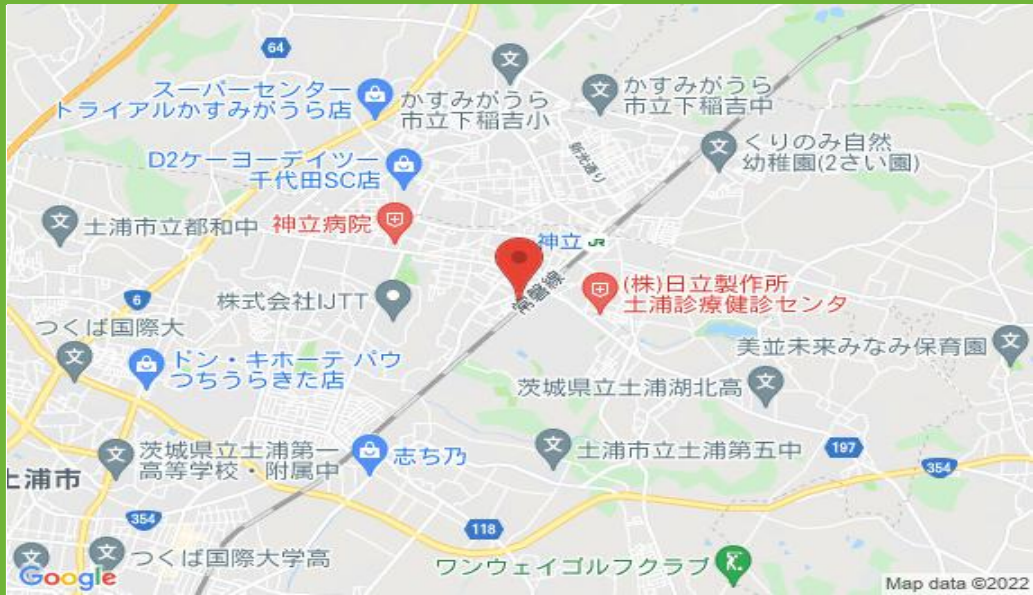 64
スーパーセンター
トライアルかすみがうら店
かすみがうら
市立下稲吉小
かすみがうら
市立下稲吉中
新光通り
くりのみ自然
幼稚園(2さい園)
D2ケーヨーデイツー
千代田SC店
土浦市立都和中
神立病院
神立 JR
(株)日立製作所
土浦診療健診センタ
株式会社IJTT
6
つくば国際大
ドン・キホーテ パウ
つちうらきた店
美並未来みなみ保育園
茨城県立土浦湖北高
茨城県立土浦第一
高等学校・附属中
志ち乃
土浦市立土浦第五中
197
354
土浦市
354
118
つくば国際大学高
ワンウェイゴルフクラブ
Google
Map data ©2022